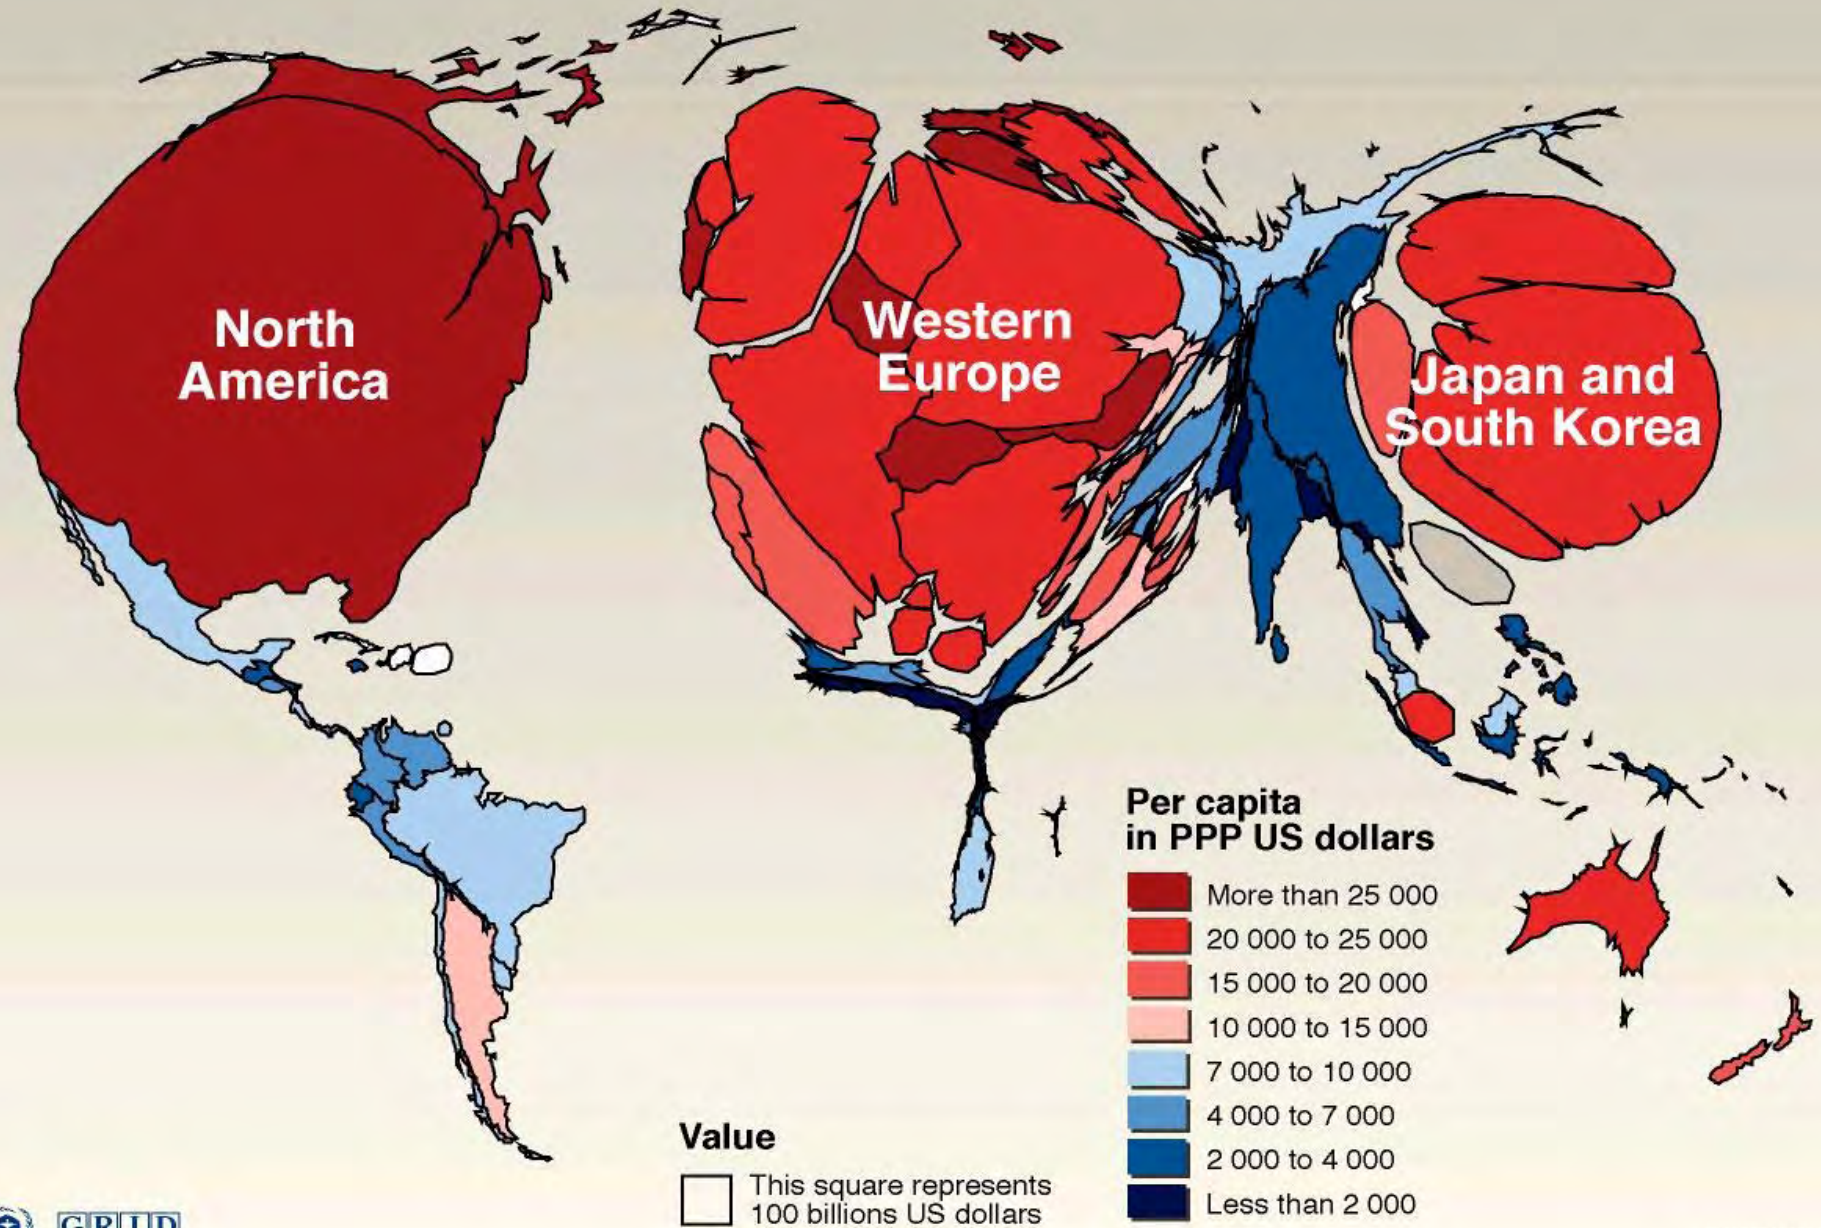 North
America
Western
Europe
Japan and
South Korea
Per capita
in PPP US dollars
More than 25 000
20 000 to 25 000
15 000 to 20 000
10 000 to 15 000
7 000 to 10 000
4 000 to 7 000
2 000 to 4 000
Less than 2 000
Value
This square represents
100 billions US dollars
GRID